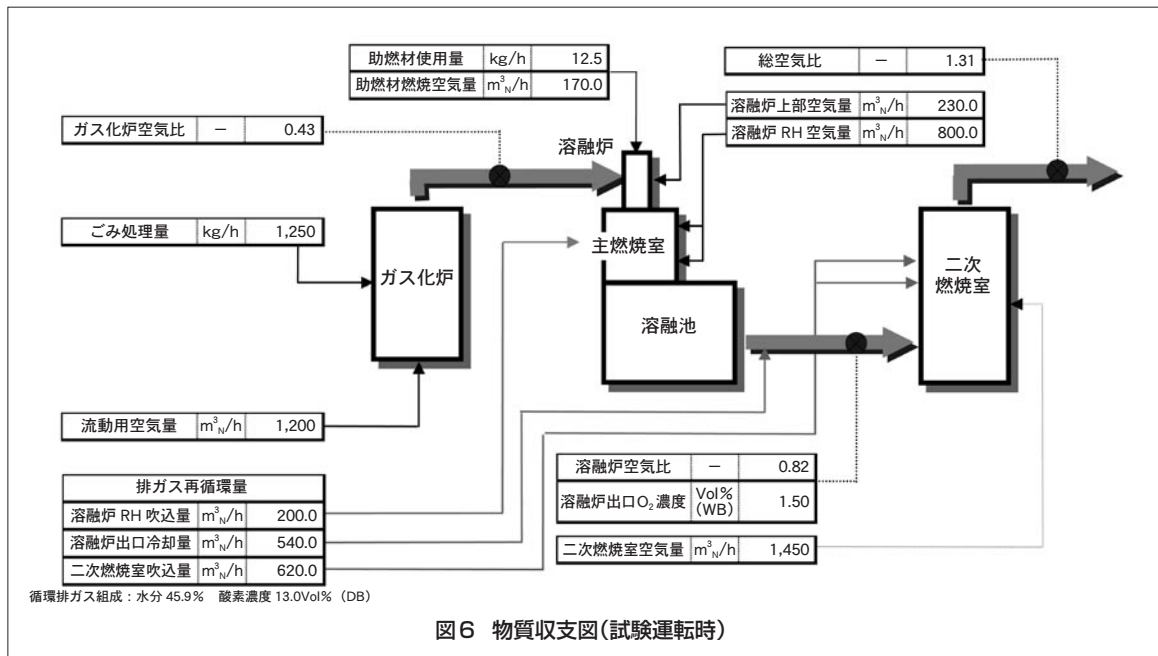 助燃材使用量 kg/h 12.5
助燃材燃焼空気量 m³N/h 170.0
総空気比 − 1.31
溶融炉上部空気量 m³N/h 230.0
溶融炉 RH 空気量 m³N/h 800.0
ガス化炉空気比 − 0.43
溶融炉
ごみ処理量 kg/h 1,250
ガス化炉
主燃焼室
溶融池
二次
燃焼室
流動用空気量 m³N/h 1,200
排ガス再循環量
溶融炉 RH 吹込量 m³N/h 200.0
溶融炉出口冷却量 m³N/h 540.0
二次燃焼室吹込量 m³N/h 620.0
溶融炉空気比 − 0.82
溶融炉出口O₂濃度 Vol% (WB) 1.50
二次燃焼室空気量 m³N/h 1,450
循環排ガス組成:水分 45.9% 酸素濃度 13.0Vol%(DB)
図6 物質収支図(試験運転時)